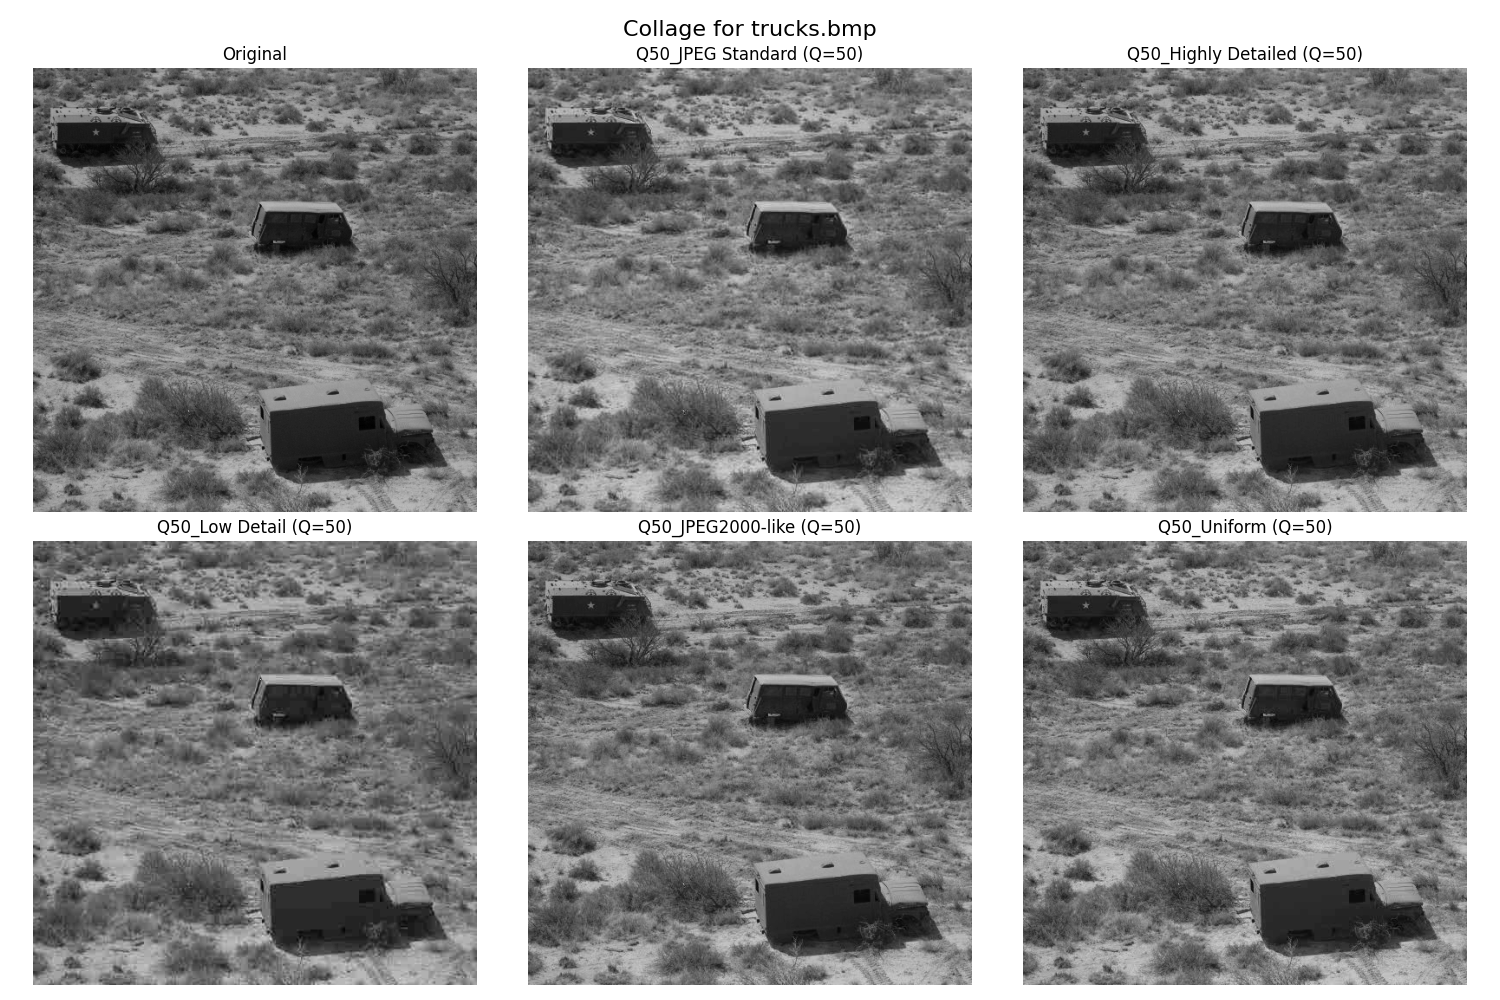 Collage for trucks.bmp
Original
Q50_JPEG Standard (Q=50)
Q50_Highly Detailed (Q=50)
Q50_Low Detail (Q=50)
Q50_JPEG2000-like (Q=50)
Q50_Uniform (Q=50)